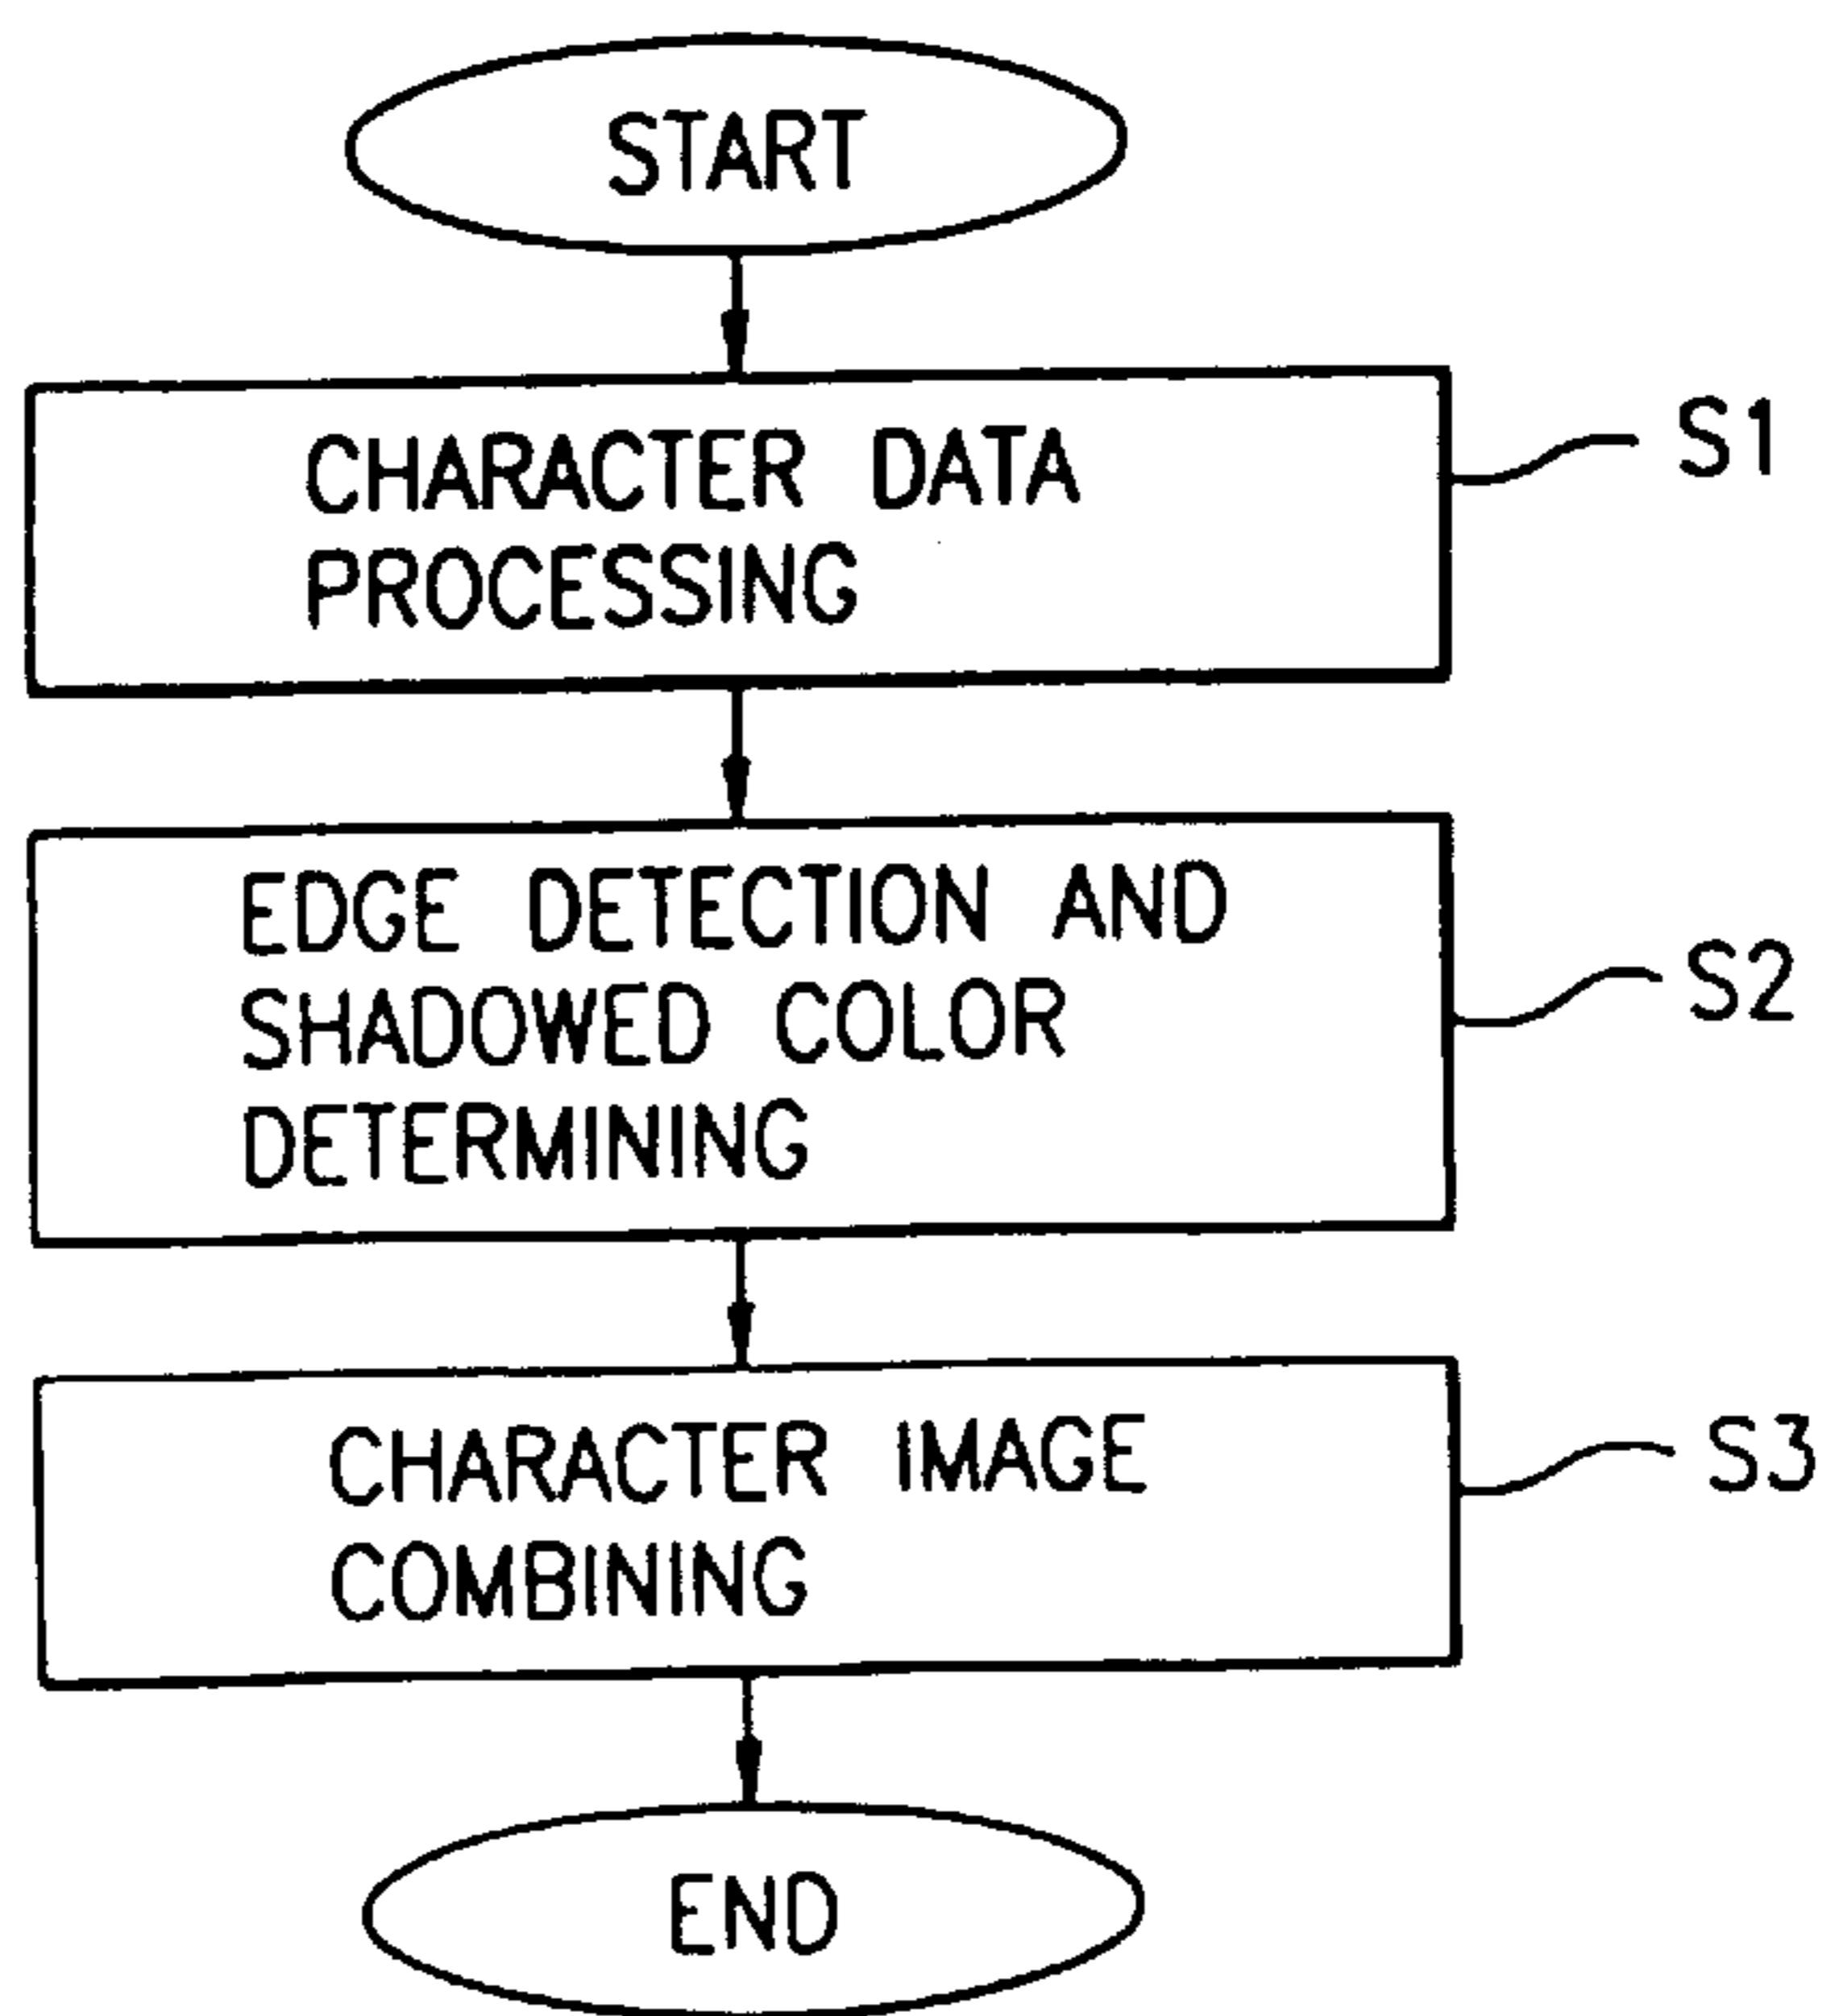 START
CHARACTER DATA
PROCESSING
S1
EDGE DETECTION AND
SHADOWED COLOR
DETERMINING
S2
CHARACTER IMAGE
COMBINING
S3
END